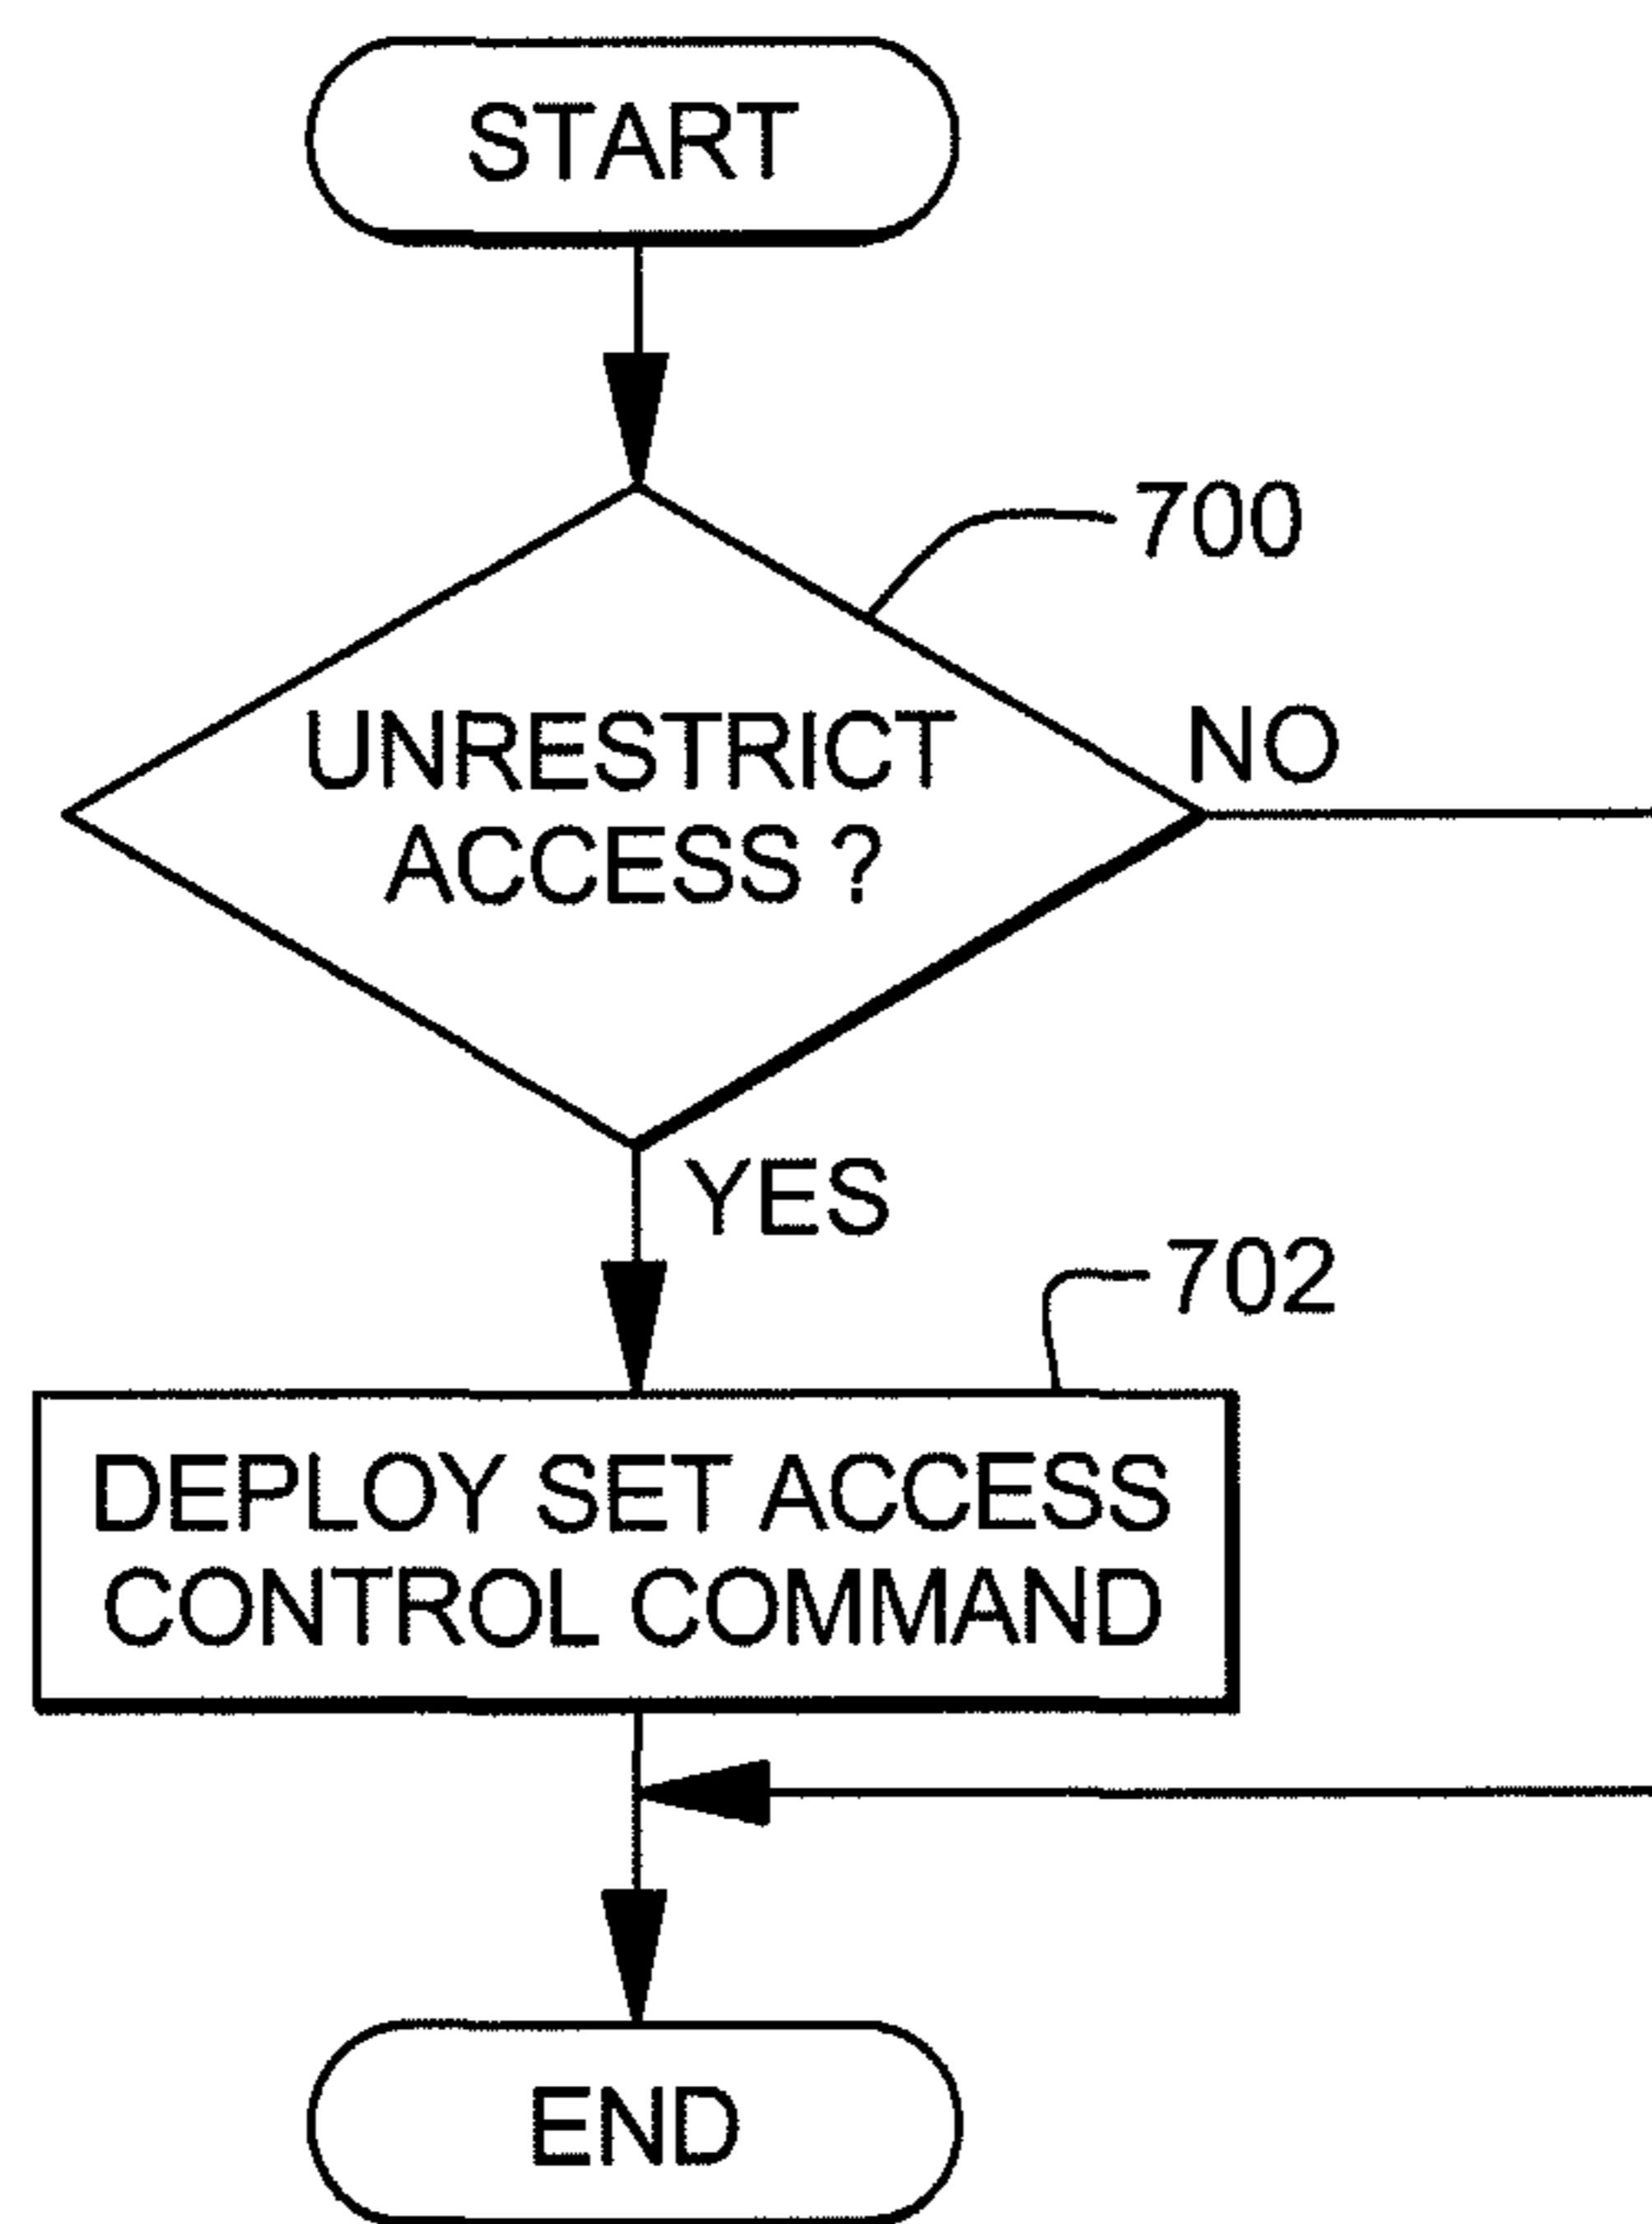 START
700
UNRESTRICT
ACCESS ?
NO
YES
702
DEPLOY SET ACCESS
CONTROL COMMAND
END